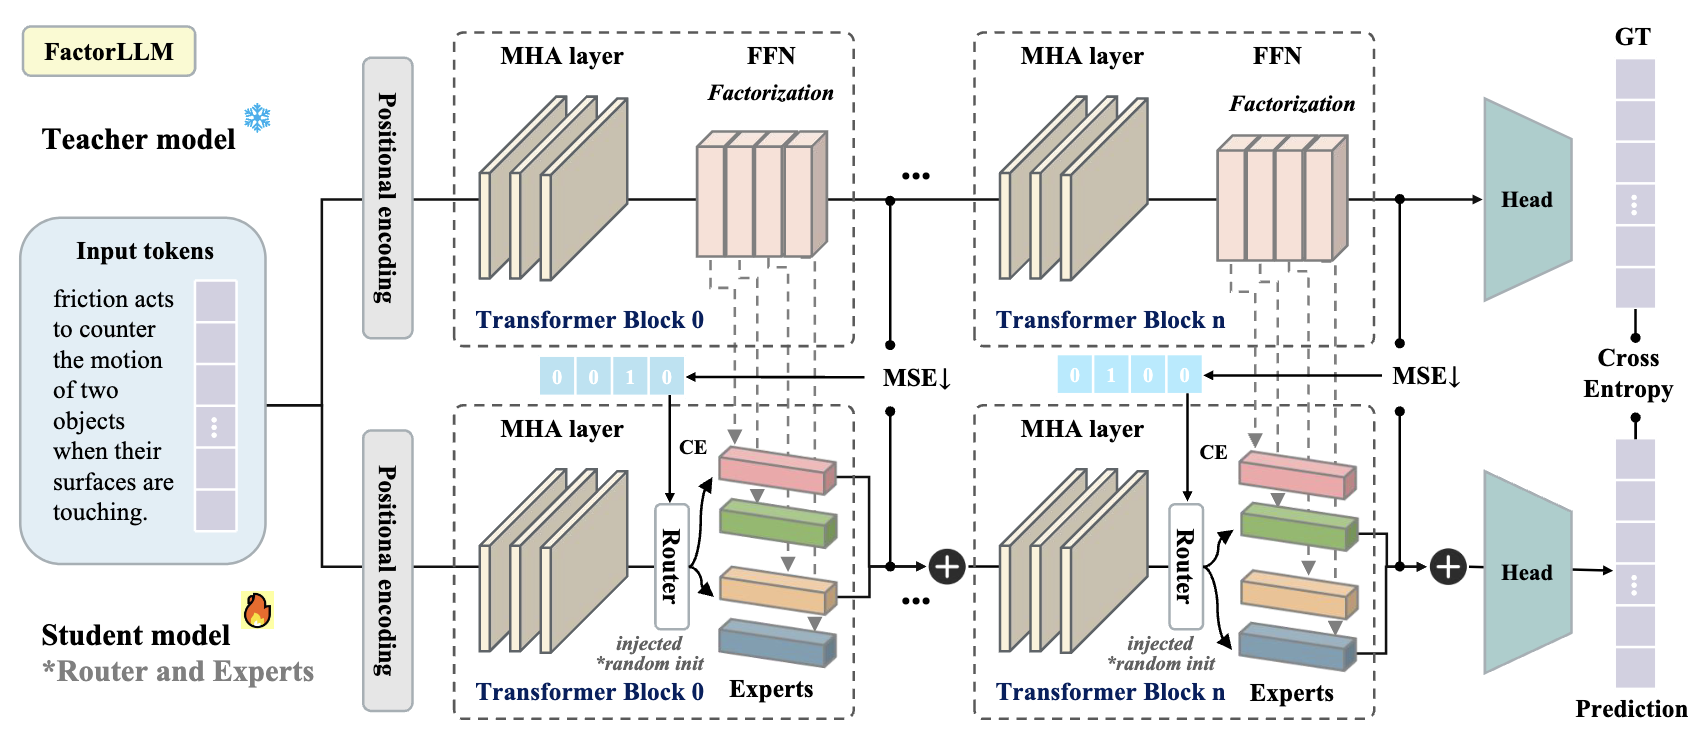 FactorLLM
Teacher model
Input tokens
friction acts
to counter
the motion
of two
objects
when their
surfaces are
touching.
Student model
*Router and Experts
Positional encoding
MHA layer
FFN
Factorization
Transformer Block 0
...
MHA layer
FFN
Factorization
Transformer Block n
Head
GT
0 0 1 0
MSE↓
0 1 0 0
MSE↓
Cross
Entropy
Positional encoding
MHA layer
CE
Router
injected
*random init
Transformer Block 0
Experts
...
MHA layer
CE
Router
injected
*random init
Transformer Block n
Experts
Head
Prediction